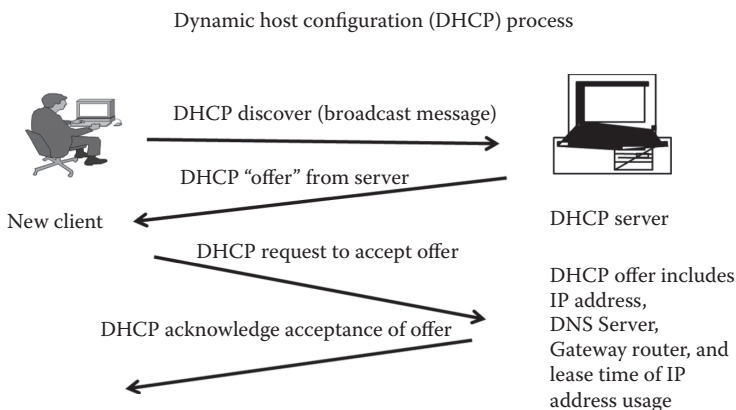 Dynamic host configuration (DHCP) process
DHCP discover (broadcast message)
DHCP “offer” from server
New client
DHCP server
DHCP request to accept offer
DHCP offer includes
IP address,
DNS Server,
Gateway router, and
lease time of IP
address usage
DHCP acknowledge acceptance of offer